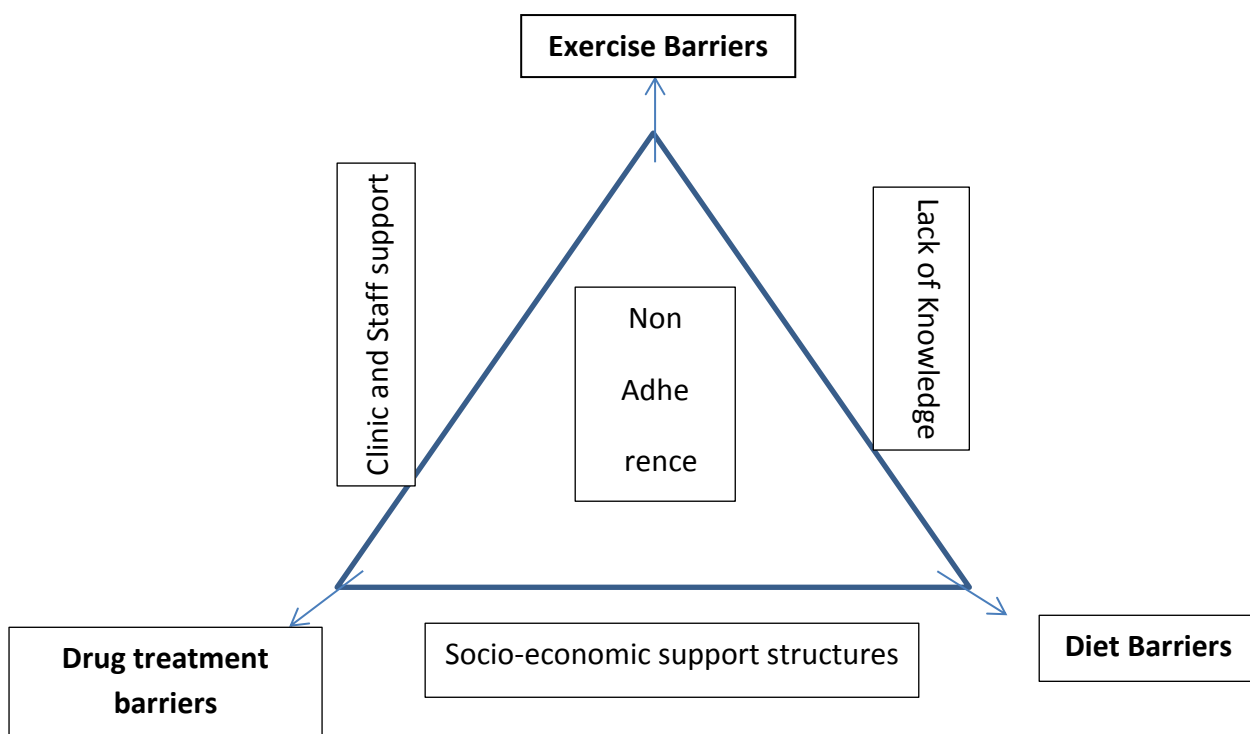 Exercise Barriers
Clinic and Staff support
Lack of Knowledge
Non
Adhe
rence
Drug treatment
barriers
Socio-economic support structures
Diet Barriers